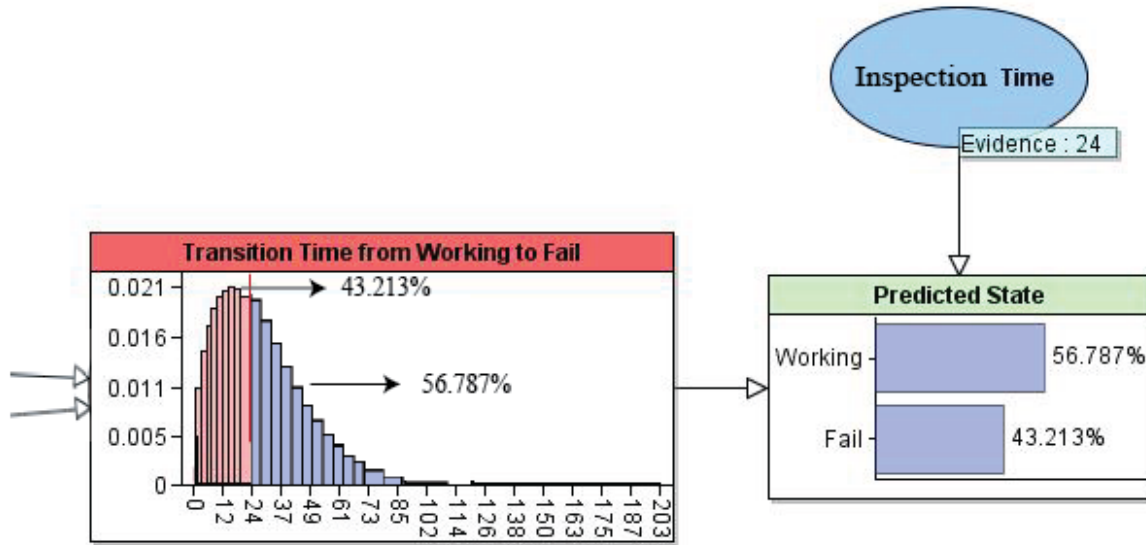 Inspection Time
Evidence : 24
Transition Time from Working to Fail
0.021
43.213%
0.016
0.011
56.787%
0.005
0
0 12 24 37 49 61 73 85 102 114 126 138 150 163 175 187 203
Predicted State
Working 56.787%
Fail 43.213%